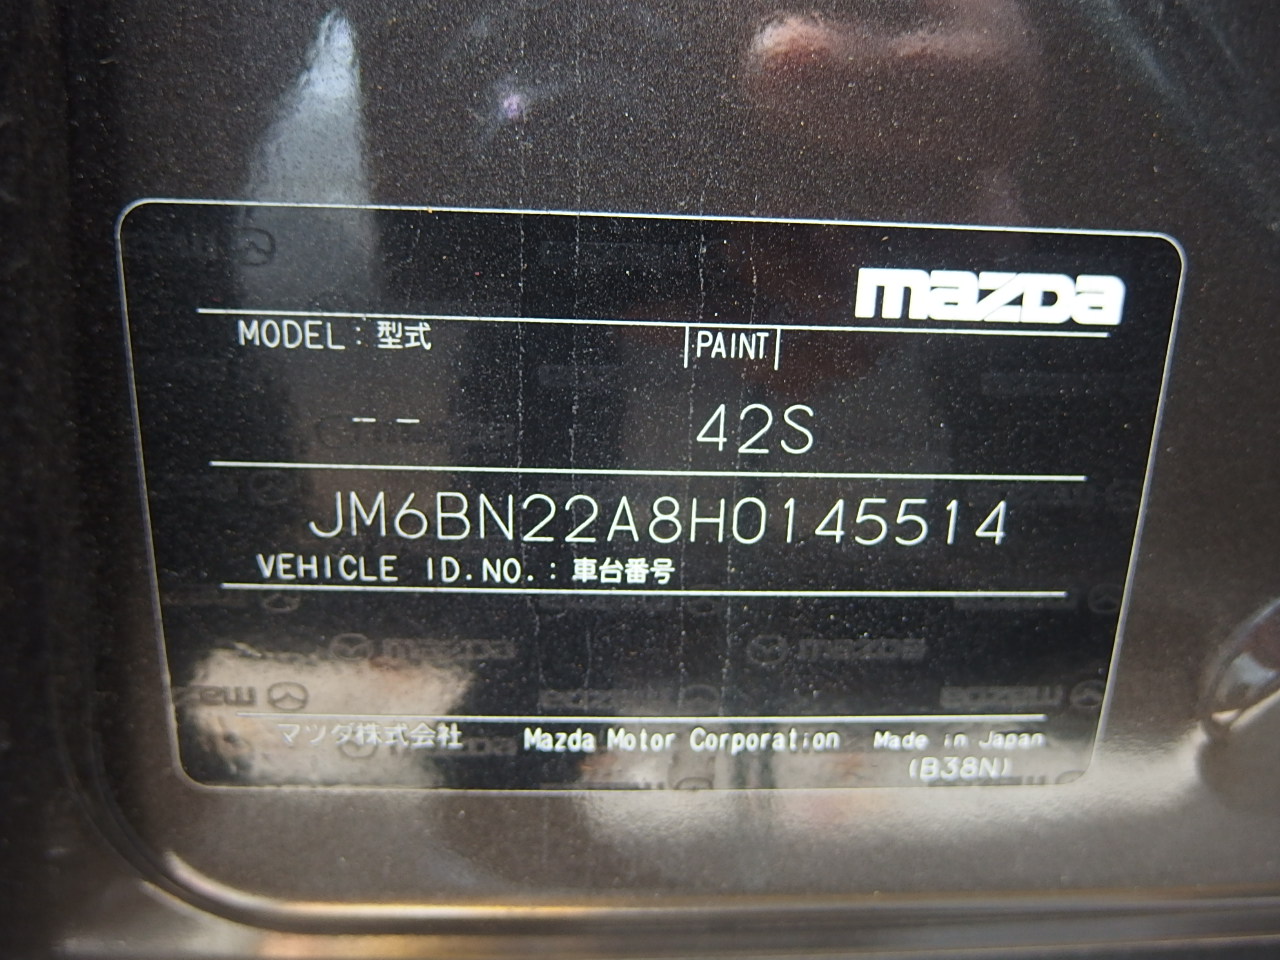 mazda
MODEL : 型式 PAINT
-- 42S
JM6BN22A8H0145514
VEHICLE ID.NO. : 車台番号
マツダ株式会社 Mazda Motor Corporation Made in Japan
(B38N)